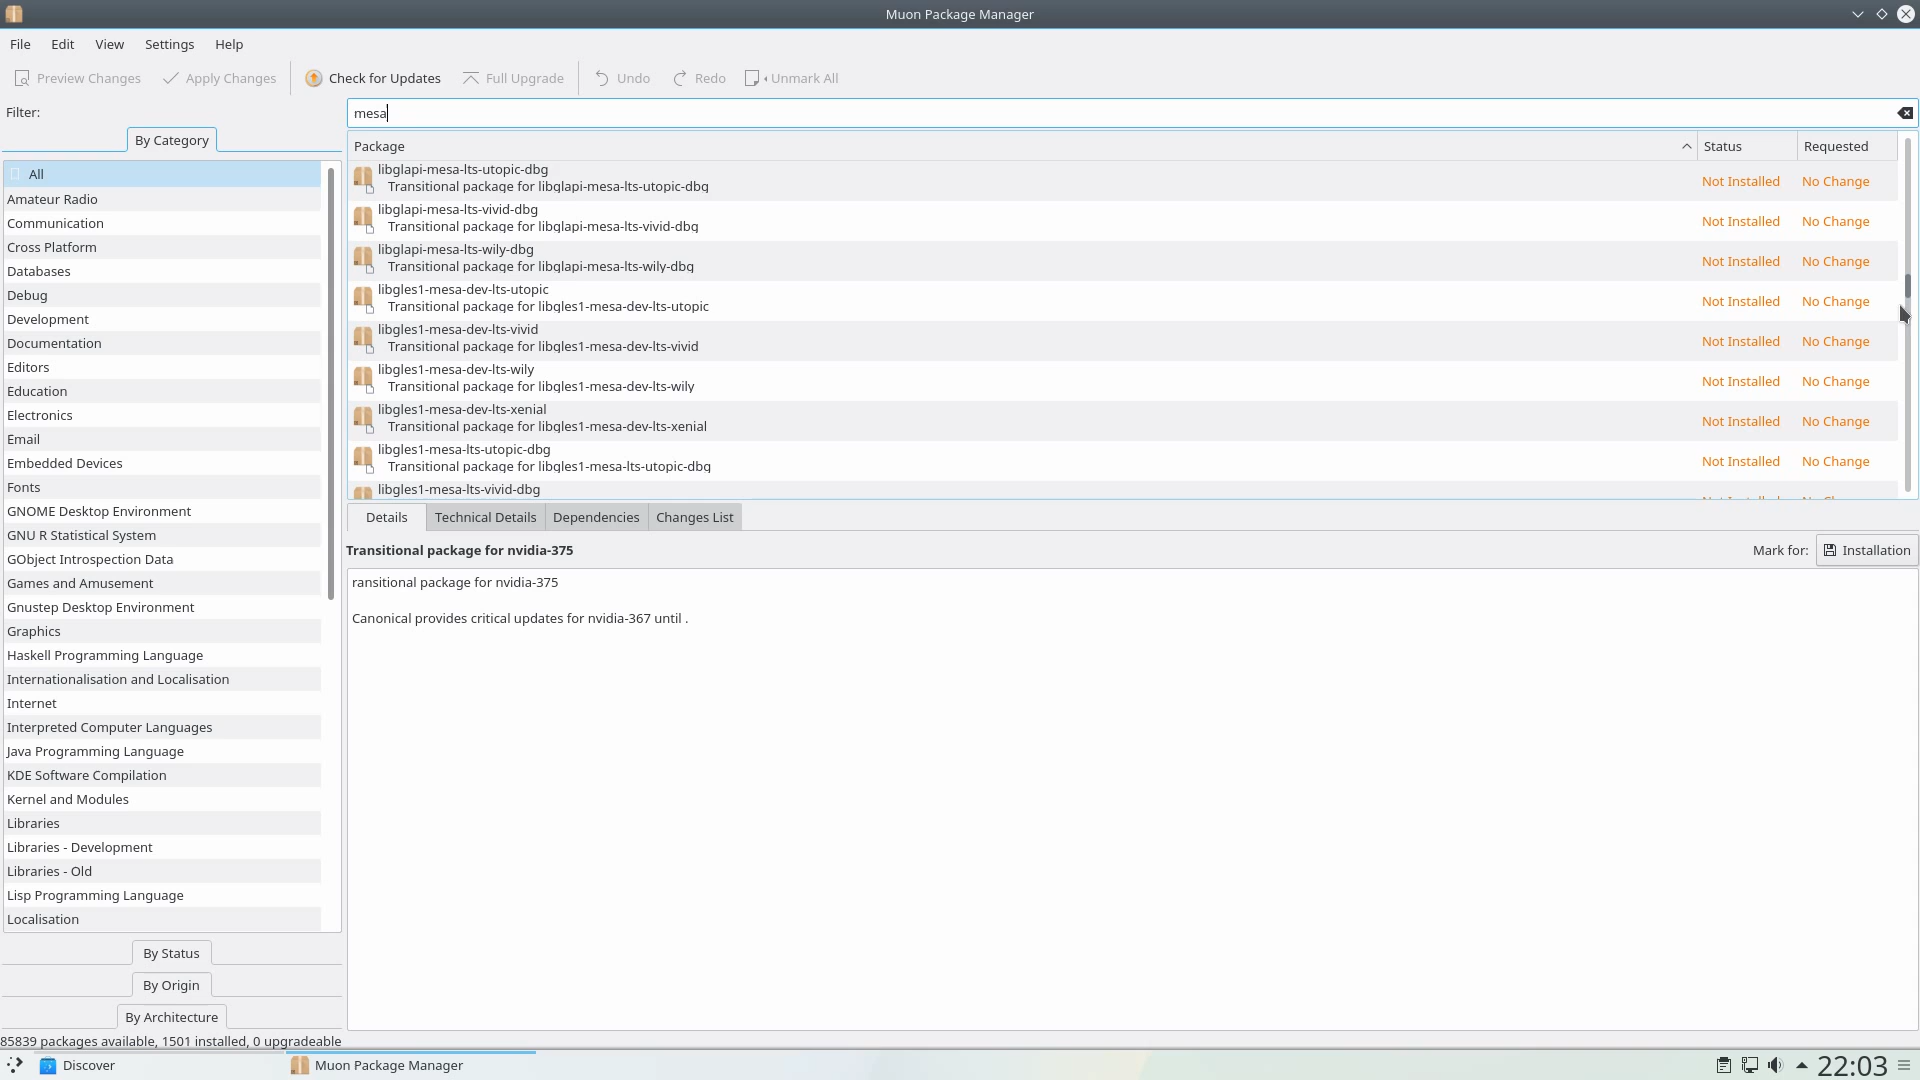 Muon Package Manager
File Edit View Settings Help
Preview Changes Apply Changes Check for Updates Full Upgrade Undo Redo Unmark All
Filter:
mesa
By Category
All
Amateur Radio
Communication
Cross Platform
Databases
Debug
Development
Documentation
Editors
Education
Electronics
Email
Embedded Devices
Fonts
GNOME Desktop Environment
GNU R Statistical System
GObject Introspection Data
Games and Amusement
Gnustep Desktop Environment
Graphics
Haskell Programming Language
Internationalisation and Localisation
Internet
Interpreted Computer Languages
Java Programming Language
KDE Software Compilation
Kernel and Modules
Libraries
Libraries - Development
Libraries - Old
Lisp Programming Language
Localisation
By Status
By Origin
By Architecture
Package Status Requested
libglapi-mesa-lts-utopic-dbg
Transitional package for libglapi-mesa-lts-utopic-dbg
Not Installed No Change
libglapi-mesa-lts-vivid-dbg
Transitional package for libglapi-mesa-lts-vivid-dbg
Not Installed No Change
libglapi-mesa-lts-wily-dbg
Transitional package for libglapi-mesa-lts-wily-dbg
Not Installed No Change
libgles1-mesa-dev-lts-utopic
Transitional package for libgles1-mesa-dev-lts-utopic
Not Installed No Change
libgles1-mesa-dev-lts-vivid
Transitional package for libgles1-mesa-dev-lts-vivid
Not Installed No Change
libgles1-mesa-dev-lts-wily
Transitional package for libgles1-mesa-dev-lts-wily
Not Installed No Change
libgles1-mesa-dev-lts-xenial
Transitional package for libgles1-mesa-dev-lts-xenial
Not Installed No Change
libgles1-mesa-lts-utopic-dbg
Transitional package for libgles1-mesa-lts-utopic-dbg
Not Installed No Change
libgles1-mesa-lts-vivid-dbg
Details Technical Details Dependencies Changes List
Transitional package for nvidia-375
Mark for: Installation
ransitional package for nvidia-375
Canonical provides critical updates for nvidia-367 until .
85839 packages available, 1501 installed, 0 upgradeable
Discover Muon Package Manager 22:03